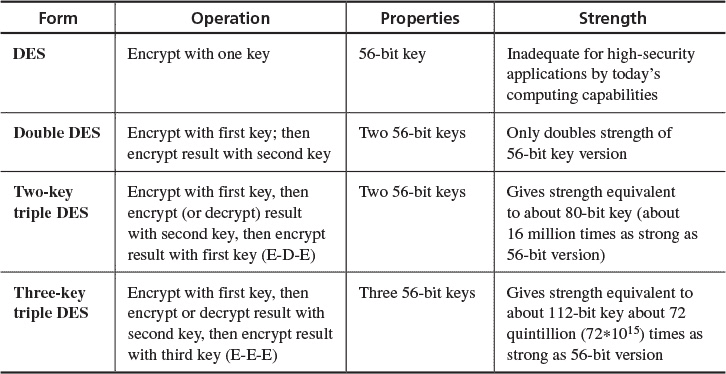 Form Operation Properties Strength
DES Encrypt with one key 56-bit key Inadequate for high-security
applications by today's
computing capabilities
Double DES Encrypt with first key; then Two 56-bit keys Only doubles strength of
encrypt result with second key 56-bit key version
Two-key Encrypt with first key, then Two 56-bit keys Gives strength equivalent
triple DES encrypt (or decrypt) result to about 80-bit key (about
with second key, then encrypt 16 million times as strong as
result with first key (E-D-E) 56-bit version)
Three-key Encrypt with first key, then Three 56-bit keys Gives strength equivalent to
triple DES encrypt or decrypt result with about 112-bit key about 72
second key, then encrypt result quintillion (72*10¹⁵) times as
with third key (E-E-E) strong as 56-bit version